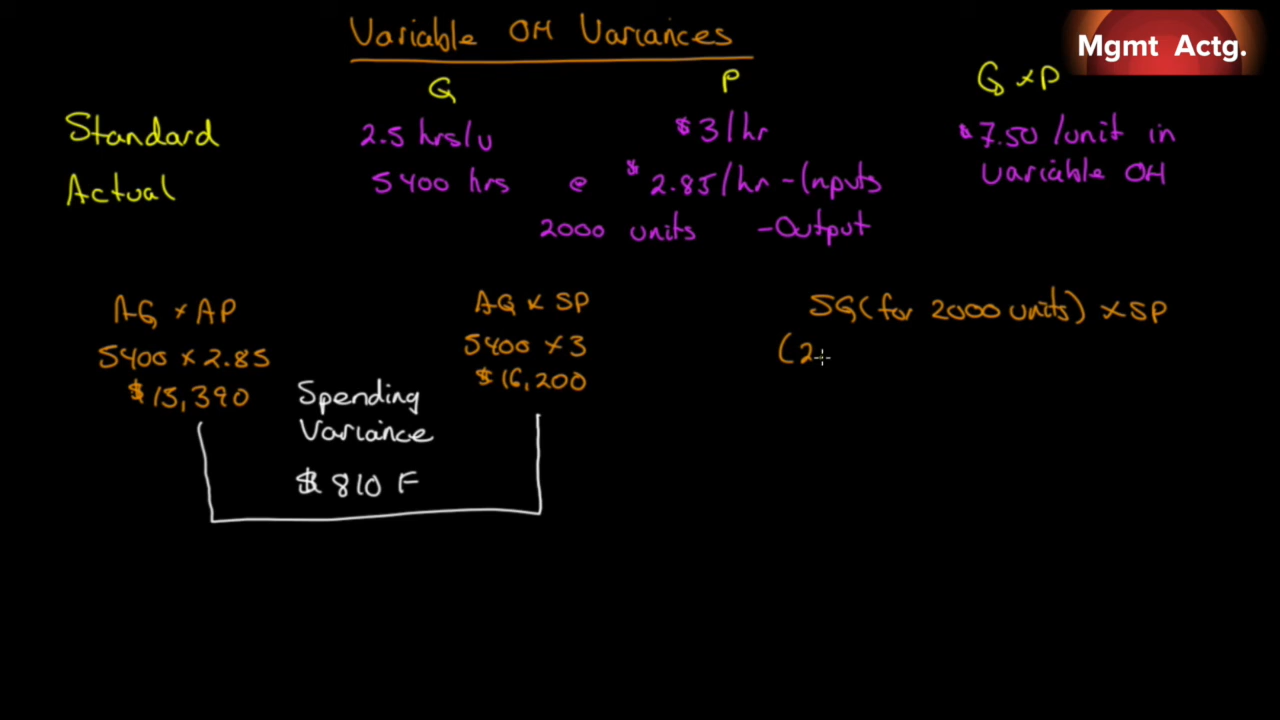 Mgmt Actg.
Variable OH Variances
Q P Q x P
Standard 2.5 hrs/u $3/hr $7.50/unit in variable OH
Actual 5400 hrs @ $2.85/hr - Inputs
2000 units - Output
AQ x AP AQ x SP SQ (for 2000 units) x SP
5400 x 2.85 5400 x 3 (2
$15,390 $16,200
Spending
Variance
$810 F